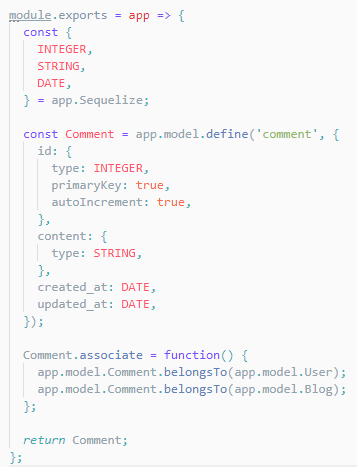 module.exports = app => {
  const {
    INTEGER,
    STRING,
    DATE,
  } = app.Sequelize;

  const Comment = app.model.define('comment', {
    id: {
      type: INTEGER,
      primaryKey: true,
      autoIncrement: true,
    },
    content: {
      type: STRING,
    },
    created_at: DATE,
    updated_at: DATE,
  });

  Comment.associate = function() {
    app.model.Comment.belongsTo(app.model.User);
    app.model.Comment.belongsTo(app.model.Blog);
  };

  return Comment;
};